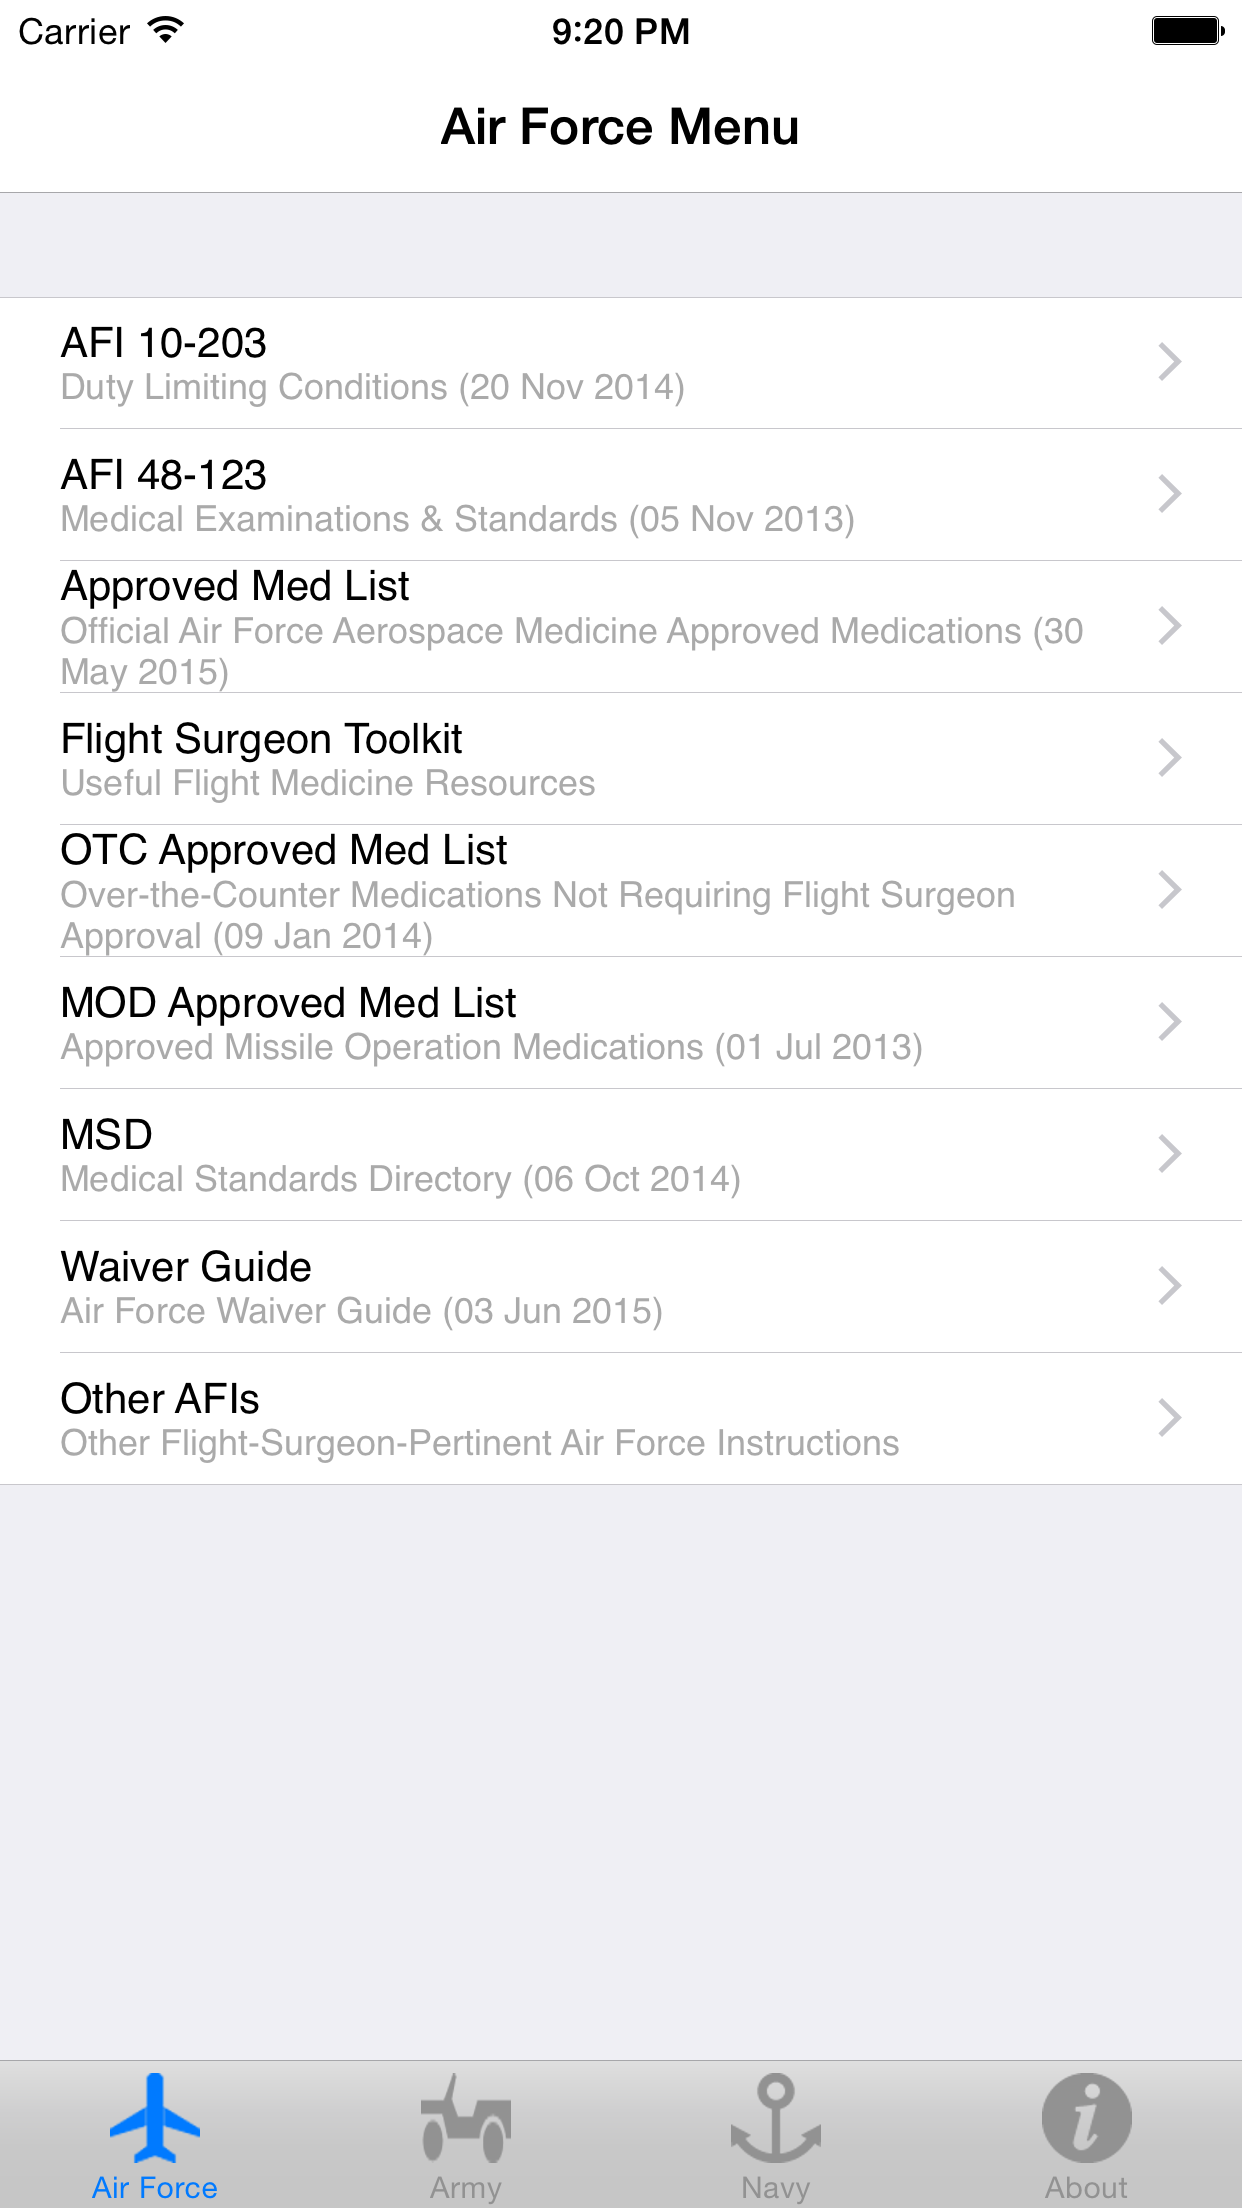 Carrier 9:20 PM
Air Force Menu
AFI 10-203
Duty Limiting Conditions (20 Nov 2014)
AFI 48-123
Medical Examinations & Standards (05 Nov 2013)
Approved Med List
Official Air Force Aerospace Medicine Approved Medications (30
May 2015)
Flight Surgeon Toolkit
Useful Flight Medicine Resources
OTC Approved Med List
Over-the-Counter Medications Not Requiring Flight Surgeon
Approval (09 Jan 2014)
MOD Approved Med List
Approved Missile Operation Medications (01 Jul 2013)
MSD
Medical Standards Directory (06 Oct 2014)
Waiver Guide
Air Force Waiver Guide (03 Jun 2015)
Other AFIs
Other Flight-Surgeon-Pertinent Air Force Instructions
Air Force Army Navy About